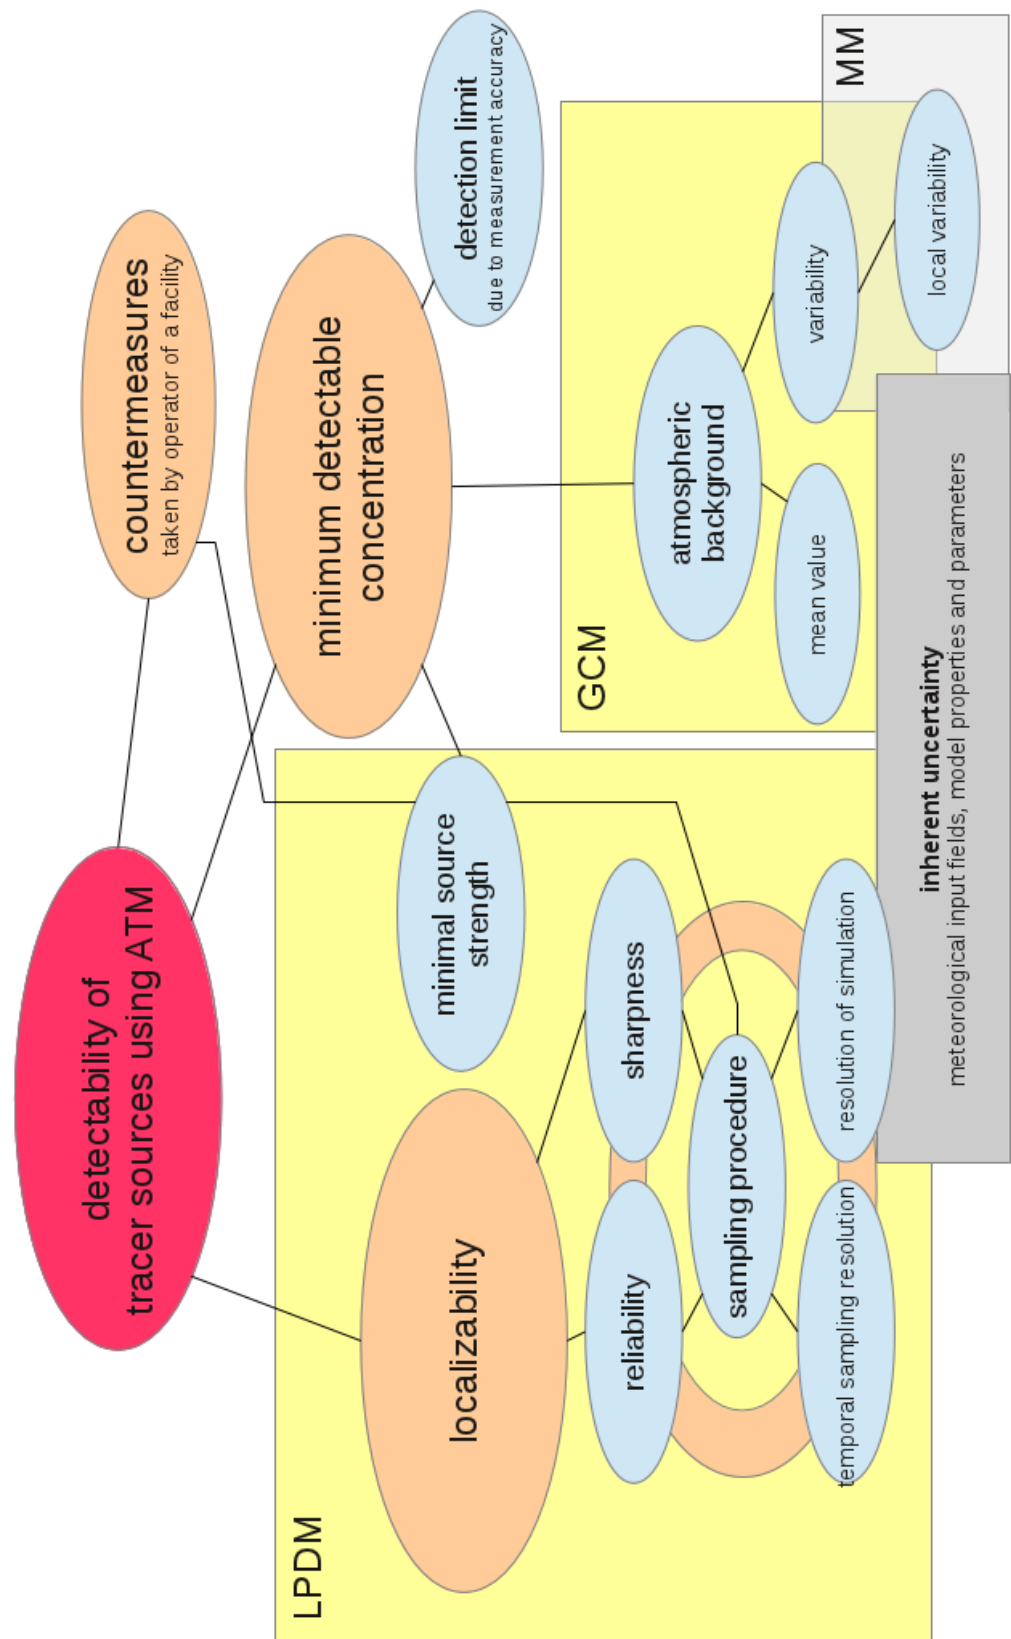 detectability of
tracer sources using ATM
countermeasures
taken by operator of a facility
minimum detectable
concentration
detection limit
due to measurement accuracy
LPDM
localizability
minimal source
strength
reliability
sharpness
sampling procedure
temporal sampling resolution
resolution of simulation
GCM
atmospheric
background
mean value
variability
MM
local variability
inherent uncertainty
meteorological input fields, model properties and parameters